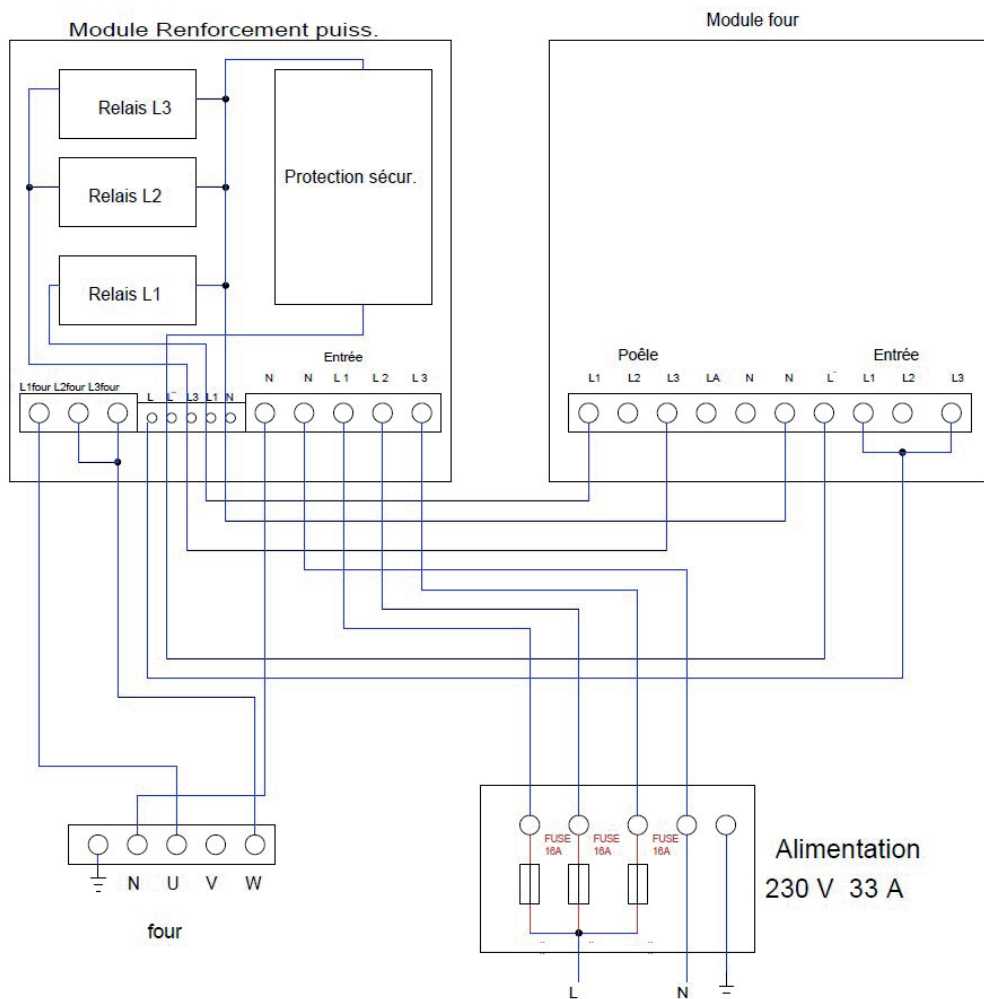 Module Renforcement puiss.
Module four
Relais L3
Relais L2
Relais L1
Protection sécur.
Entrée
L1four L2four L3four
L L¯ L3 L1 N
N N L 1 L 2 L 3
Poêle
Entrée
L1 L2 L3 LA N N L¯ L1 L2 L3
FUSE
16A
FUSE
16A
FUSE
16A
Alimentation
230 V 33 A
N U V W
four
L N